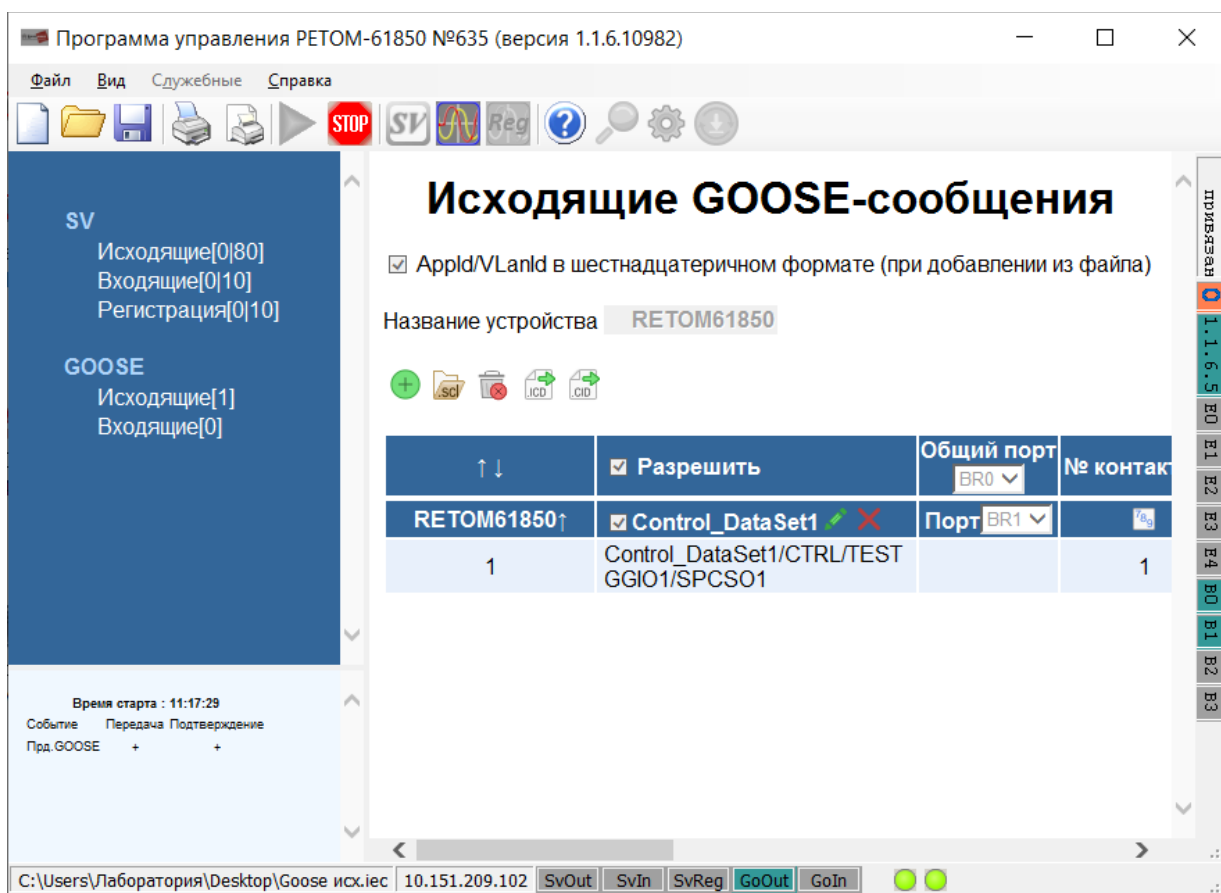 Программа управления РЕТОМ-61850 №635 (версия 1.1.6.10982)
Файл Вид Служебные Справка
STOP SV Reg ?
SV
Исходящие[0|80]
Входящие[0|10]
Регистрация[0|10]
GOOSE
Исходящие[1]
Входящие[0]
Время старта : 11:17:29
Событие Передача Подтверждение
Прд.GOOSE + +
Исходящие GOOSE-сообщения
AppId/VLanId в шестнадцатеричном формате (при добавлении из файла)
Название устройства RETOM61850
.scl .ICD .CID
↑↓ Разрешить Общий порт № контакт
BR0
RETOM61850↑ Control_DataSet1 Порт BR1 789
1 Control_DataSet1/CTRL/TEST 1
GGIO1/SPCSO1
привязан
0
1.1.6.5
E0
E1
E2
E3
E4
B0
B1
B2
B3
C:\Users\Лаборатория\Desktop\Goose исх.iec 10.151.209.102 SvOut SvIn SvReg GoOut GoIn